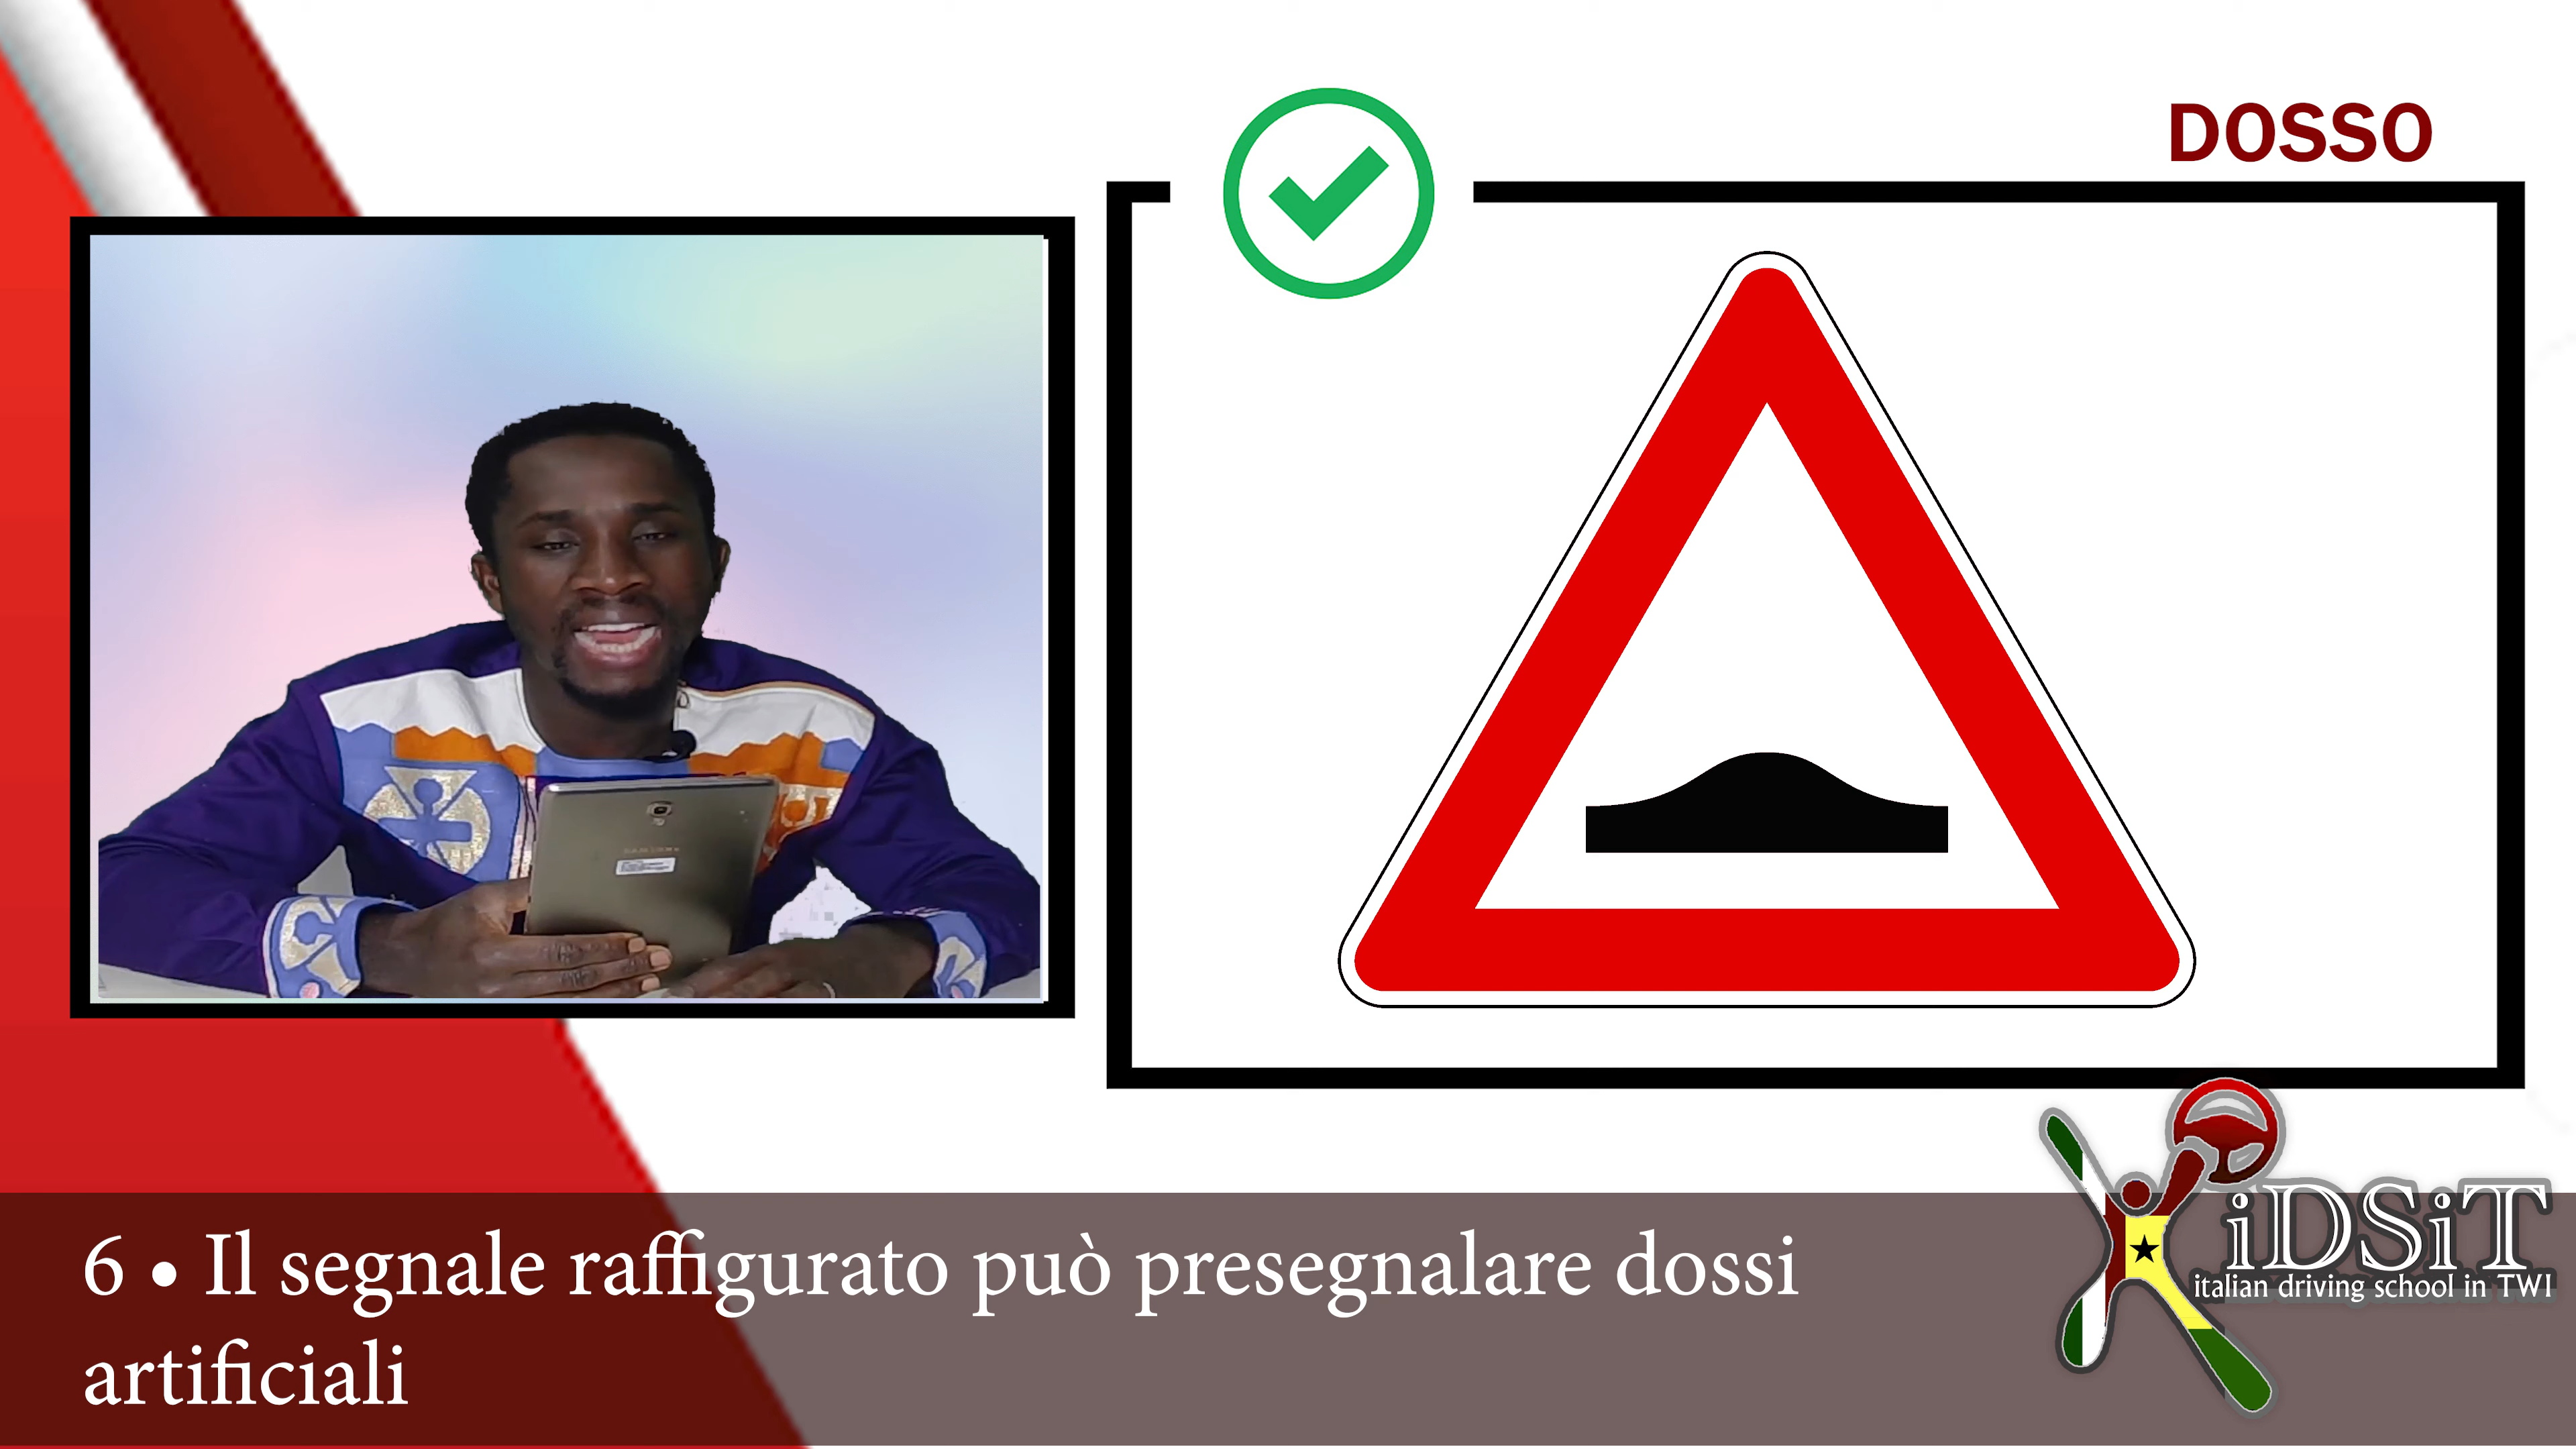 DOSSO
6 • Il segnale raffigurato può presegnalare dossi
artificiali
iDSiT
italian driving school in TWI